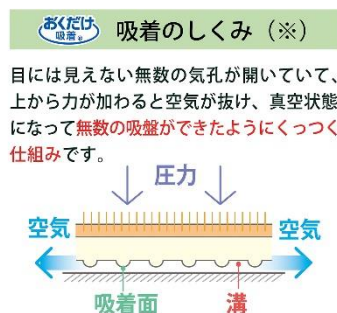 おくだけ
吸着®
吸着のしくみ（※）
目には見えない無数の気孔が開いていて、
上から力が加わると空気が抜け、真空状態
になって無数の吸盤ができたようにくっつく
仕組みです。
圧力
空気
空気
吸着面
溝